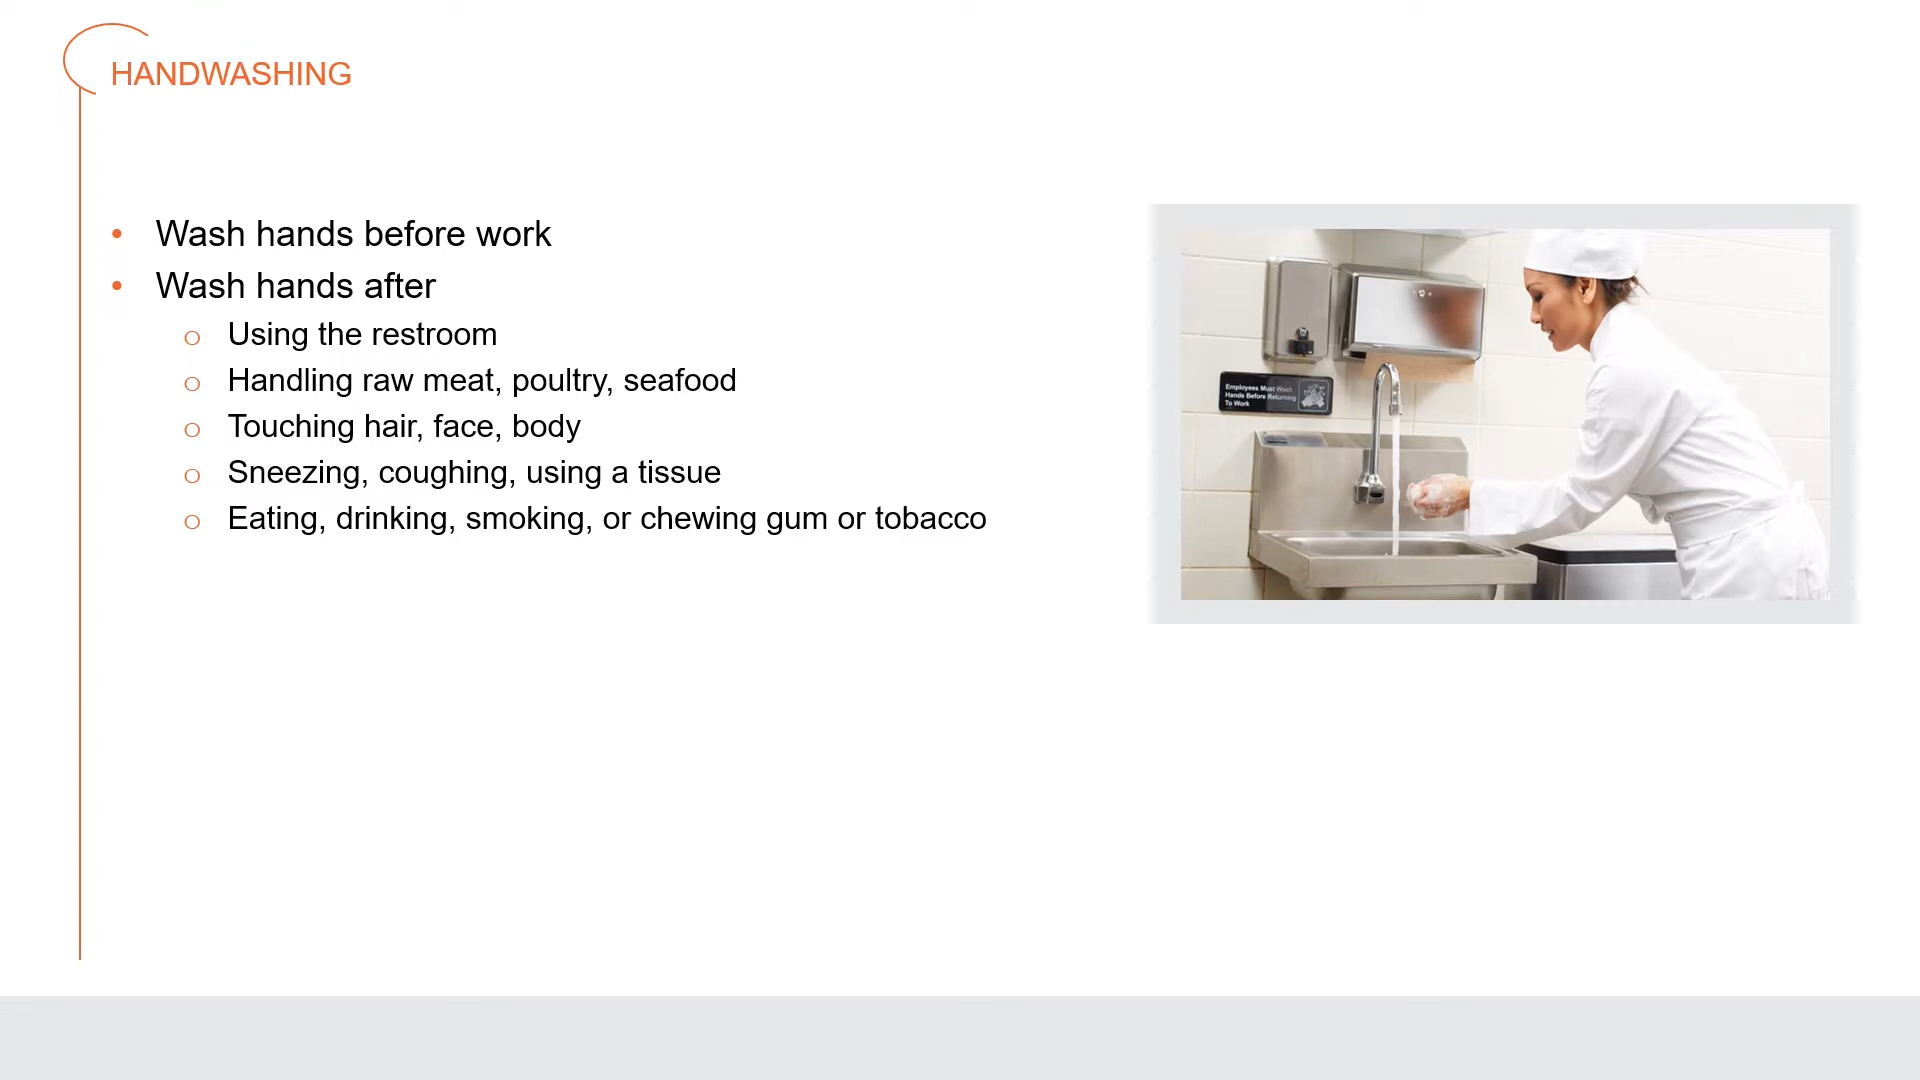 HANDWASHING
• Wash hands before work
• Wash hands after
o Using the restroom
o Handling raw meat, poultry, seafood
o Touching hair, face, body
o Sneezing, coughing, using a tissue
o Eating, drinking, smoking, or chewing gum or tobacco
Employees Must Wash
Hands Before Returning
To Work